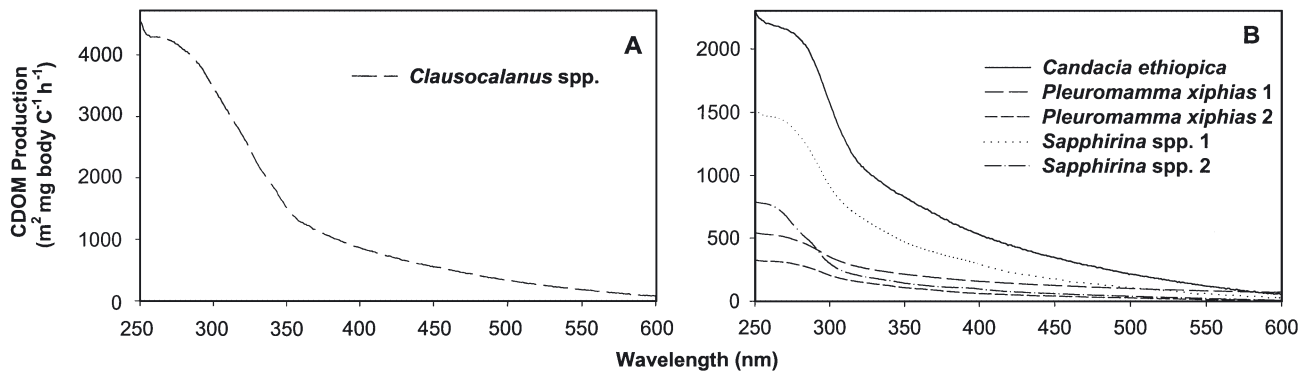 CDOM Production
(m² mg body C⁻¹ h⁻¹)
4000
3000
2000
1000
0
250
300
350
400
450
500
550
600
A
Clausocalanus spp.
2000
1500
1000
500
0
250
300
350
400
450
500
550
600
B
Candacia ethiopica
Pleuromamma xiphias 1
Pleuromamma xiphias 2
Sapphirina spp. 1
Sapphirina spp. 2
Wavelength (nm)